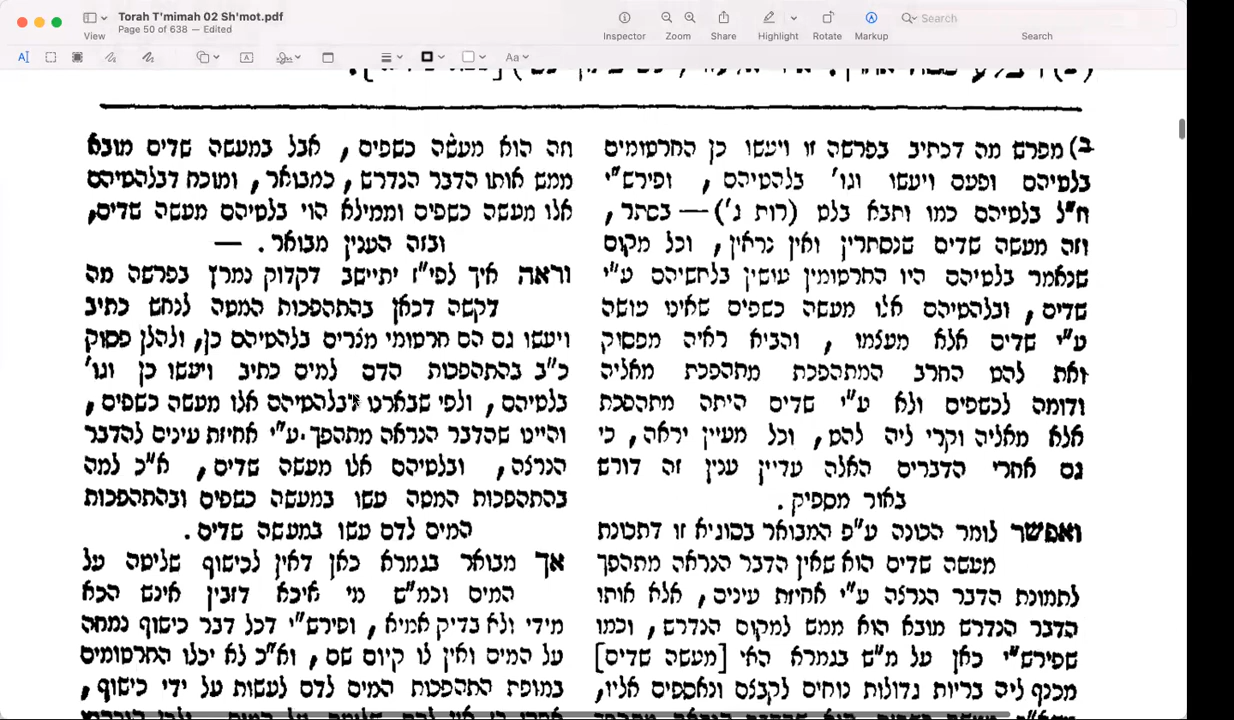 Torah T'mimah 02 Sh'mot.pdf
Page 50 of 638 – Edited
View
Inspector
Zoom
Share
Highlight
Rotate
Markup
Search
Search
Aa
ב) מפרש מה דכתיב בפרשה זו ויעשו כן החרטומים
בלטיהם ופעם ויעשו וגו' בלהטיהם, ופירש"י
ח"ל בלטיהם כמו ותבא בלט (רות ג') — בסתר,
וזה מעשה שדים שנסתרין ואין נראין, וכל מקום
שנאמר בלטיהם היו החרטומין עושין בלחשיהם ע"י
שדים, ובלהטיהם אלו מעשה כשפים שאינו עושה
ע"י שדים אלא מעצמו, והביא ראיה מפסוק
ואת להט החרב המתהפכת מתהפכת מאליה
ודומה לכשפים ולא ע"י שדים היתה מתהפכת
אלא מאליה וקרי ליה להט, וכל מעיין יראה, כי
גם אחרי הדברים האלה עדיין ענין זה דורש
באור מספיק.
ואפשר לומר הכונה ע"פ המבואר בסוגיא זו דתכונת
מעשה שדים הוא שאין הדבר הנראה מתהפך
לתמונת הדבר הנרצה ע"י אחיזת עינים, אלא אותו
הדבר הנדרש מובא הוא ממש למקום הנדרש, וכמו
שפירש"י כאן על מ"ש בגמרא האי [מעשה שדים]
מכנף ליה בריות גדולות נוחים לקבצם ונאספים אליו,
וזה הוא מעשה כשפים, אבל במעשה שדים מובא
ממש אותו הדבר הנדרש, כמבואר, ומוכח דבלהטיהם
אלו מעשה כשפים וממילא הוי בלטיהם מעשה שדים,
ובזה הענין מבואר. —
וראה איך לפי"ז יתיישב דקדוק נמרץ בפרשה מה
דקשה דכאן בהתהפכות המטה לנחש כתיב
ויעשו גם הם חרטומי מצרים בלהטיהם כן, ולהלן פסוק
כ"ב בהתהפכות הדם למים כתיב ויעשו כן וגו'
בלטיהם, ולפי שבארנו דבלהטיהם אלו מעשה כשפים,
והיינו שהדבר הנראה מתהפך ע"י אחיזת עינים להדבר
הנרצה, ובלטיהם אלו מעשה שדים, א"כ למה
בהתהפכות המטה עשו במעשה כשפים ובהתהפכות
המים לדם עשו במעשה שדים.
אך מבואר בגמרא כאן דאין לכישוף שליטה על
המים וכמ"ש מי איכא דזבין אינש הכא
מידי ולא בדיק אמיא, ופירש"י דכל דבר כישוף נמחה
על המים ואין לו קיום שם, וא"כ לא יכלו החרטומים
במופת התהפכות המים לדם לעשות על ידי כישוף,